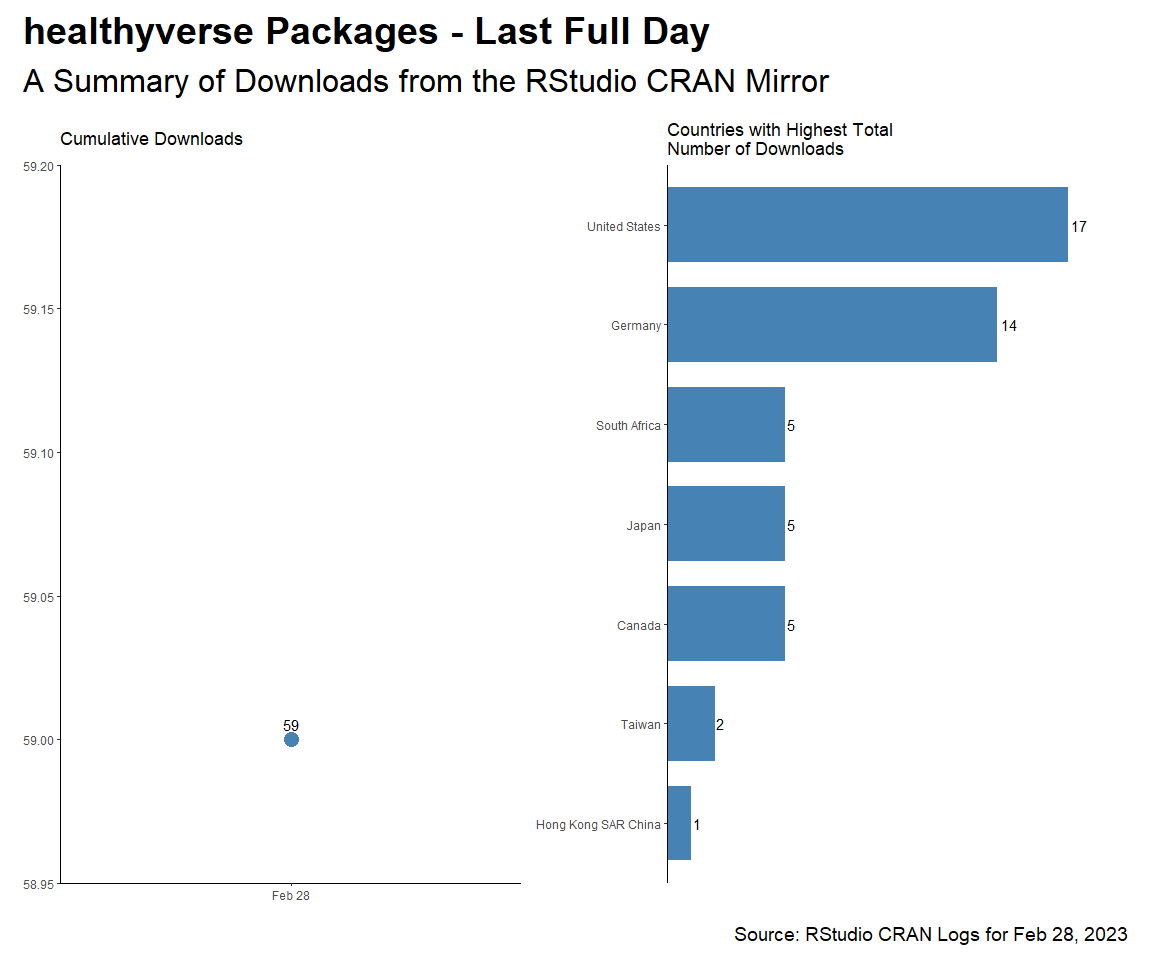 healthyverse Packages - Last Full Day
A Summary of Downloads from the RStudio CRAN Mirror
Cumulative Downloads
59.20
59.15
59.10
59.05
59.00
58.95
59
Feb 28
Countries with Highest Total
Number of Downloads
United States 17
Germany 14
South Africa 5
Japan 5
Canada 5
Taiwan 2
Hong Kong SAR China 1
Source: RStudio CRAN Logs for Feb 28, 2023